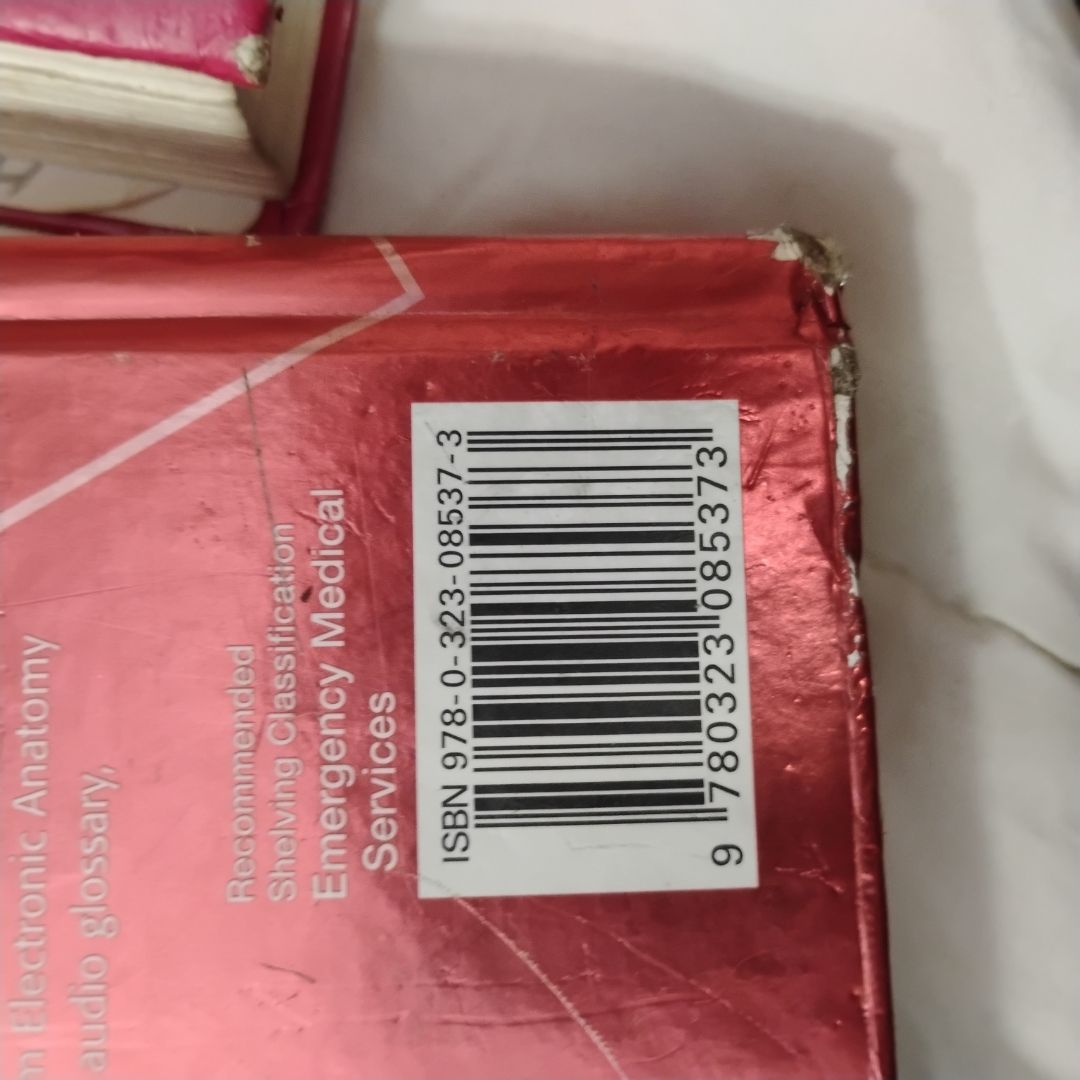 n Electronic Anatomy
audio glossary,
Recommended
Shelving Classification
Emergency Medical
Services
ISBN 978-0-323-08537-3
9 780323 085373